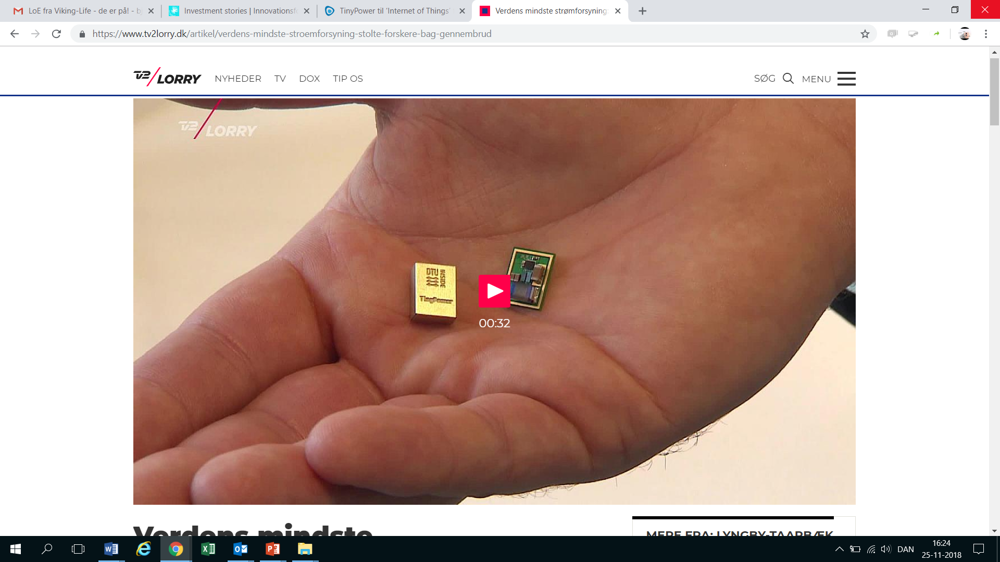 LoE fra Viking-Life - de er på! - bj
Investment stories | Innovationsfo
TinyPower til 'Internet of Things'
Verdens mindste strømforsyning:
https://www.tv2lorry.dk/artikel/verdens-mindste-stroemforsyning-stolte-forskere-bag-gennembrud
TV2/LORRY
NYHEDER
TV
DOX
TIP OS
SØG
MENU
TV2/LORRY
DTU INSIDE
TinyPower
00:32
Verdens mindste
MERE FRA: LYNGBY-TAARBÆK
DAN
16:24
25-11-2018